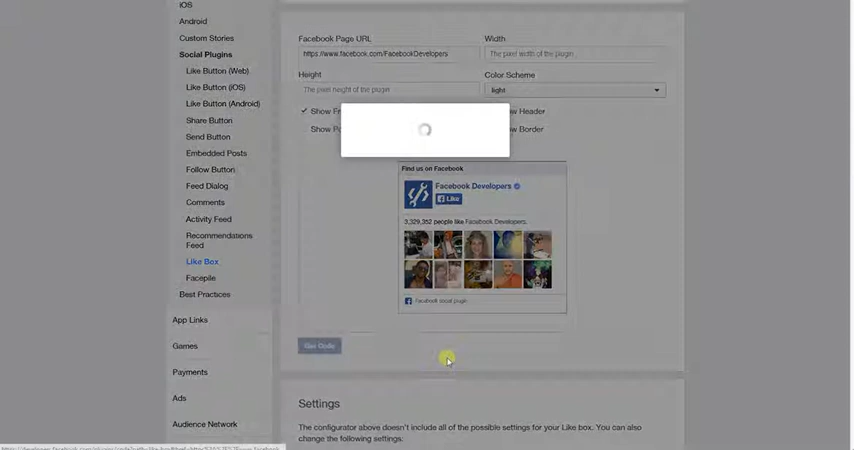 iOS
Android
Custom Stories
Social Plugins
Like Button (Web)
Like Button (iOS)
Like Button (Android)
Share Button
Send Button
Embedded Posts
Follow Button
Feed Dialog
Comments
Activity Feed
Recommendations
Feed
Like Box
Facepile
Best Practices
App Links
Games
Payments
Ads
Audience Network
Facebook Page URL
Width
https://www.facebook.com/FacebookDevelopers
The pixel width of the plugin
Height
Color Scheme
The pixel height of the plugin
light
Show Fr
w Header
Show Po
w Border
Find us on Facebook
Facebook Developers
Like
3,329,352 people like Facebook Developers.
Facebook social plugin
Get Code
Settings
The configurator above doesn't include all of the possible settings for your Like box. You can also
change the following settings: